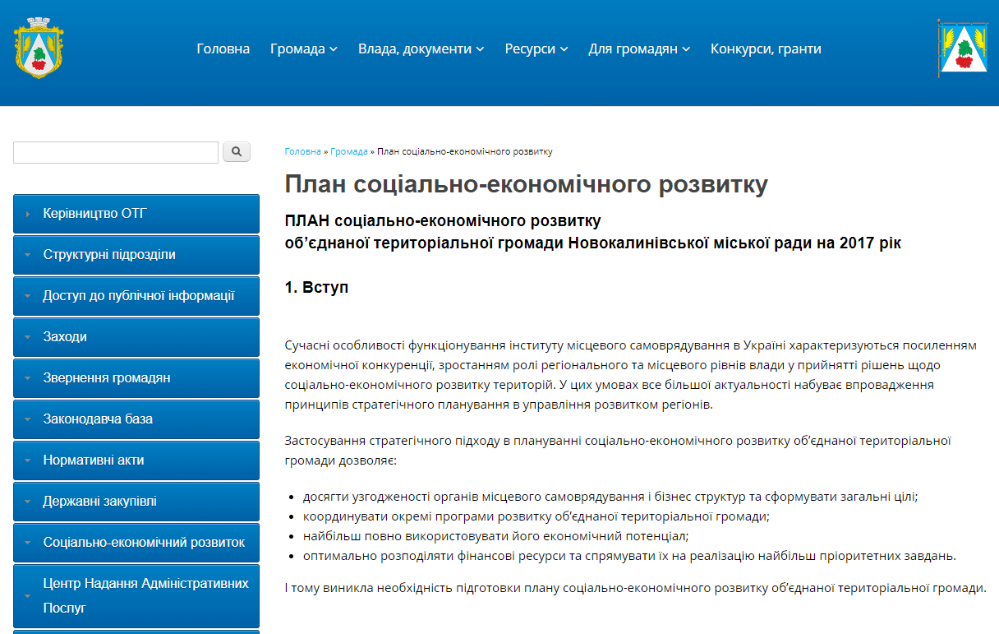 Головна Громада Влада, документи Ресурси Для громадян Конкурси, гранти
Керівництво ОТГ
Структурні підрозділи
Доступ до публічної інформації
Заходи
Звернення громадян
Законодавча база
Нормативні акти
Державні закупівлі
Соціально-економічний розвиток
Центр Надання Адміністративних
Послуг
Головна » Громада » План соціально-економічного розвитку
План соціально-економічного розвитку
ПЛАН соціально-економічного розвитку
об’єднаної територіальної громади Новокалинівської міської ради на 2017 рік
1. Вступ
Сучасні особливості функціонування інституту місцевого самоврядування в Україні характеризуються посиленням
економічної конкуренції, зростанням ролі регіонального та місцевого рівнів влади у прийнятті рішень щодо
соціально-економічного розвитку територій. У цих умовах все більшої актуальності набуває впровадження
принципів стратегічного планування в управління розвитком регіонів.
Застосування стратегічного підходу в плануванні соціально-економічного розвитку об’єднаної територіальної
громади дозволяє:
• досягти узгодженості органів місцевого самоврядування і бізнес структур та сформувати загальні цілі;
• координувати окремі програми розвитку об’єднаної територіальної громади;
• найбільш повно використовувати його економічний потенціал;
• оптимально розподіляти фінансові ресурси та спрямувати їх на реалізацію найбільш пріоритетних завдань.
І тому виникла необхідність підготовки плану соціально-економічного розвитку об’єднаної територіальної громади.